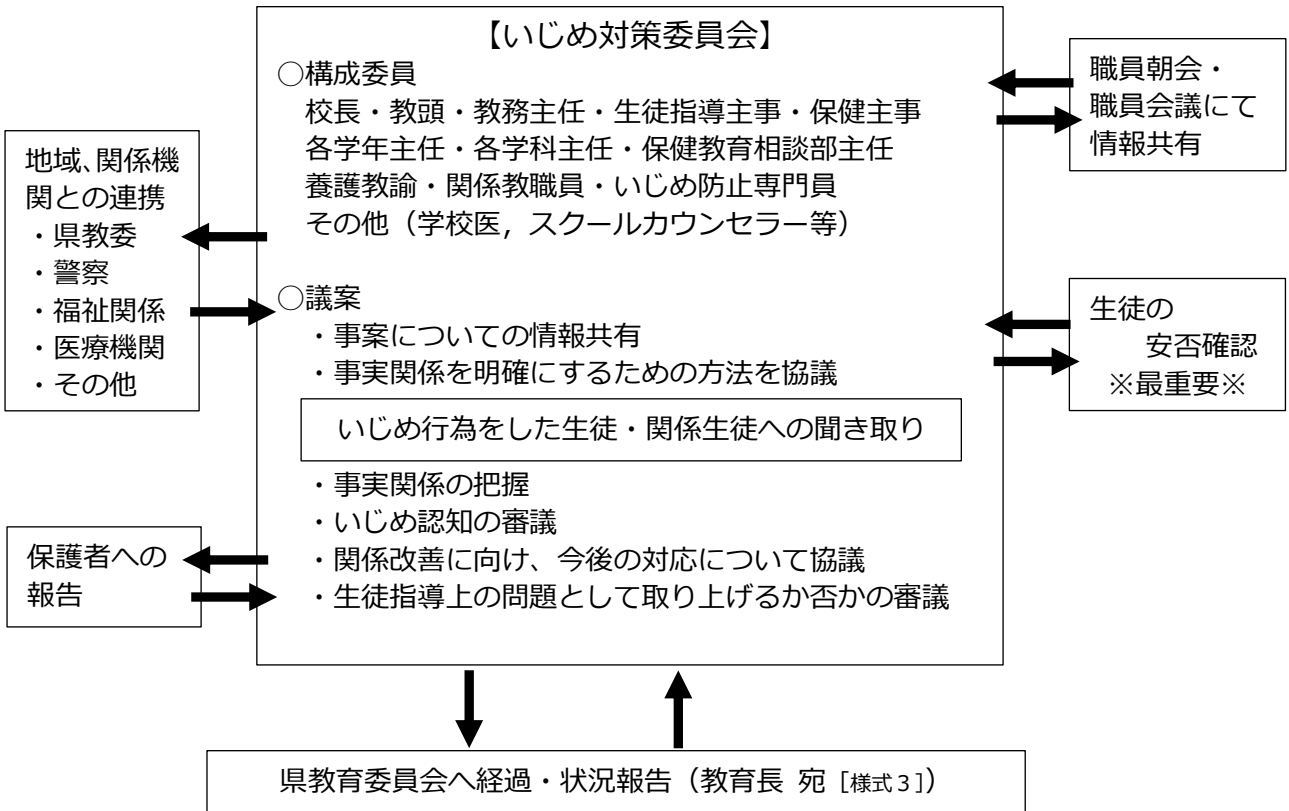 【いじめ対策委員会】
○構成委員
校長・教頭・教務主任・生徒指導主事・保健主事
各学年主任・各学科主任・保健教育相談部主任
養護教諭・関係教職員・いじめ防止専門員
その他（学校医，スクールカウンセラー等）
○議案
・事案についての情報共有
・事実関係を明確にするための方法を協議
いじめ行為をした生徒・関係生徒への聞き取り
・事実関係の把握
・いじめ認知の審議
・関係改善に向け、今後の対応について協議
・生徒指導上の問題として取り上げるか否かの審議
地域、関係機
関との連携
・県教委
・警察
・福祉関係
・医療機関
・その他
保護者への
報告
職員朝会・
職員会議にて
情報共有
生徒の
安否確認
※最重要※
県教育委員会へ経過・状況報告（教育長 宛［様式３］）